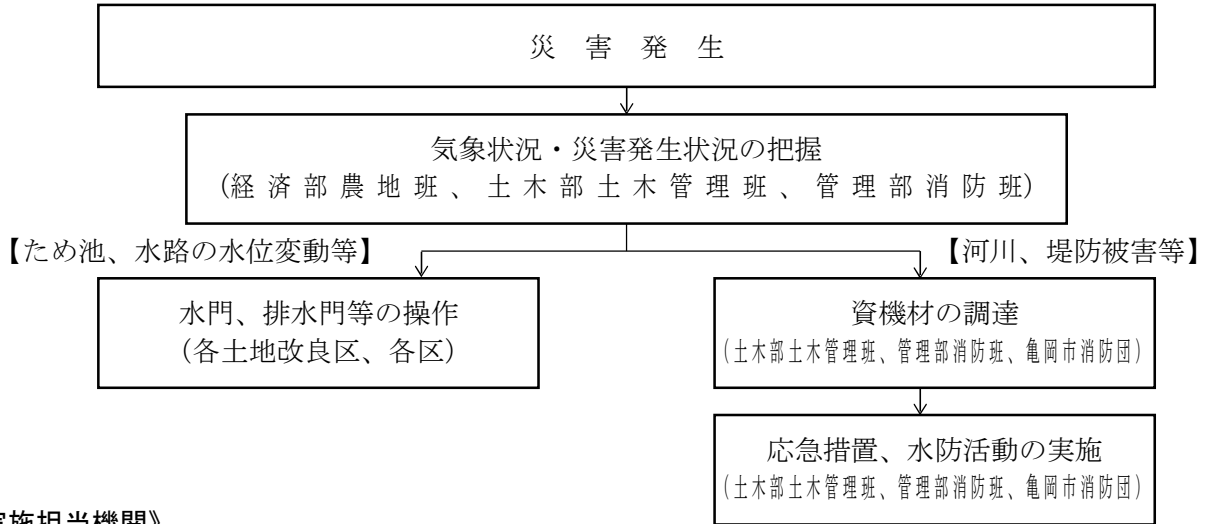 災害発生
気象状況・災害発生状況の把握
(経済部農地班、土木部土木管理班、管理部消防班)
【ため池、水路の水位変動等】
【河川、堤防被害等】
水門、排水門等の操作
(各土地改良区、各区)
資機材の調達
(土木部土木管理班、管理部消防班、亀岡市消防団)
応急措置、水防活動の実施
(土木部土木管理班、管理部消防班、亀岡市消防団)
実施担当機関》